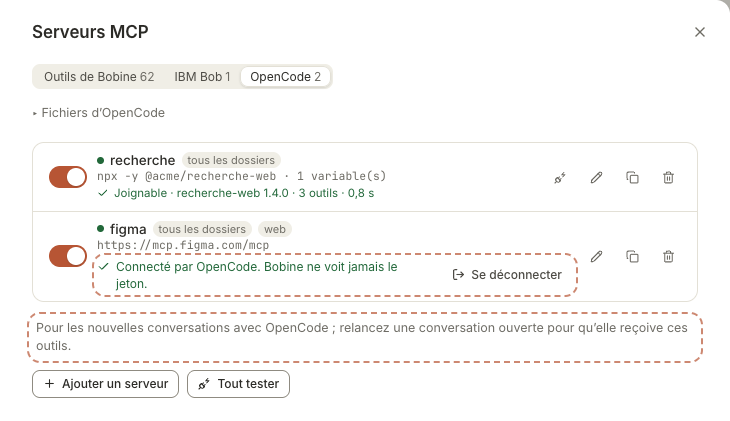 Serveurs MCP
Outils de Bobine 62
IBM Bob 1
OpenCode 2
Fichiers d’OpenCode
recherche tous les dossiers
npx -y @acme/recherche-web · 1 variable(s)
Joignable · recherche-web 1.4.0 · 3 outils · 0,8 s
figma tous les dossiers web
https://mcp.figma.com/mcp
Connecté par OpenCode. Bobine ne voit jamais le
jeton.
Se déconnecter
Pour les nouvelles conversations avec OpenCode ; relancez une conversation ouverte pour qu’elle reçoive ces
outils.
Ajouter un serveur
Tout tester